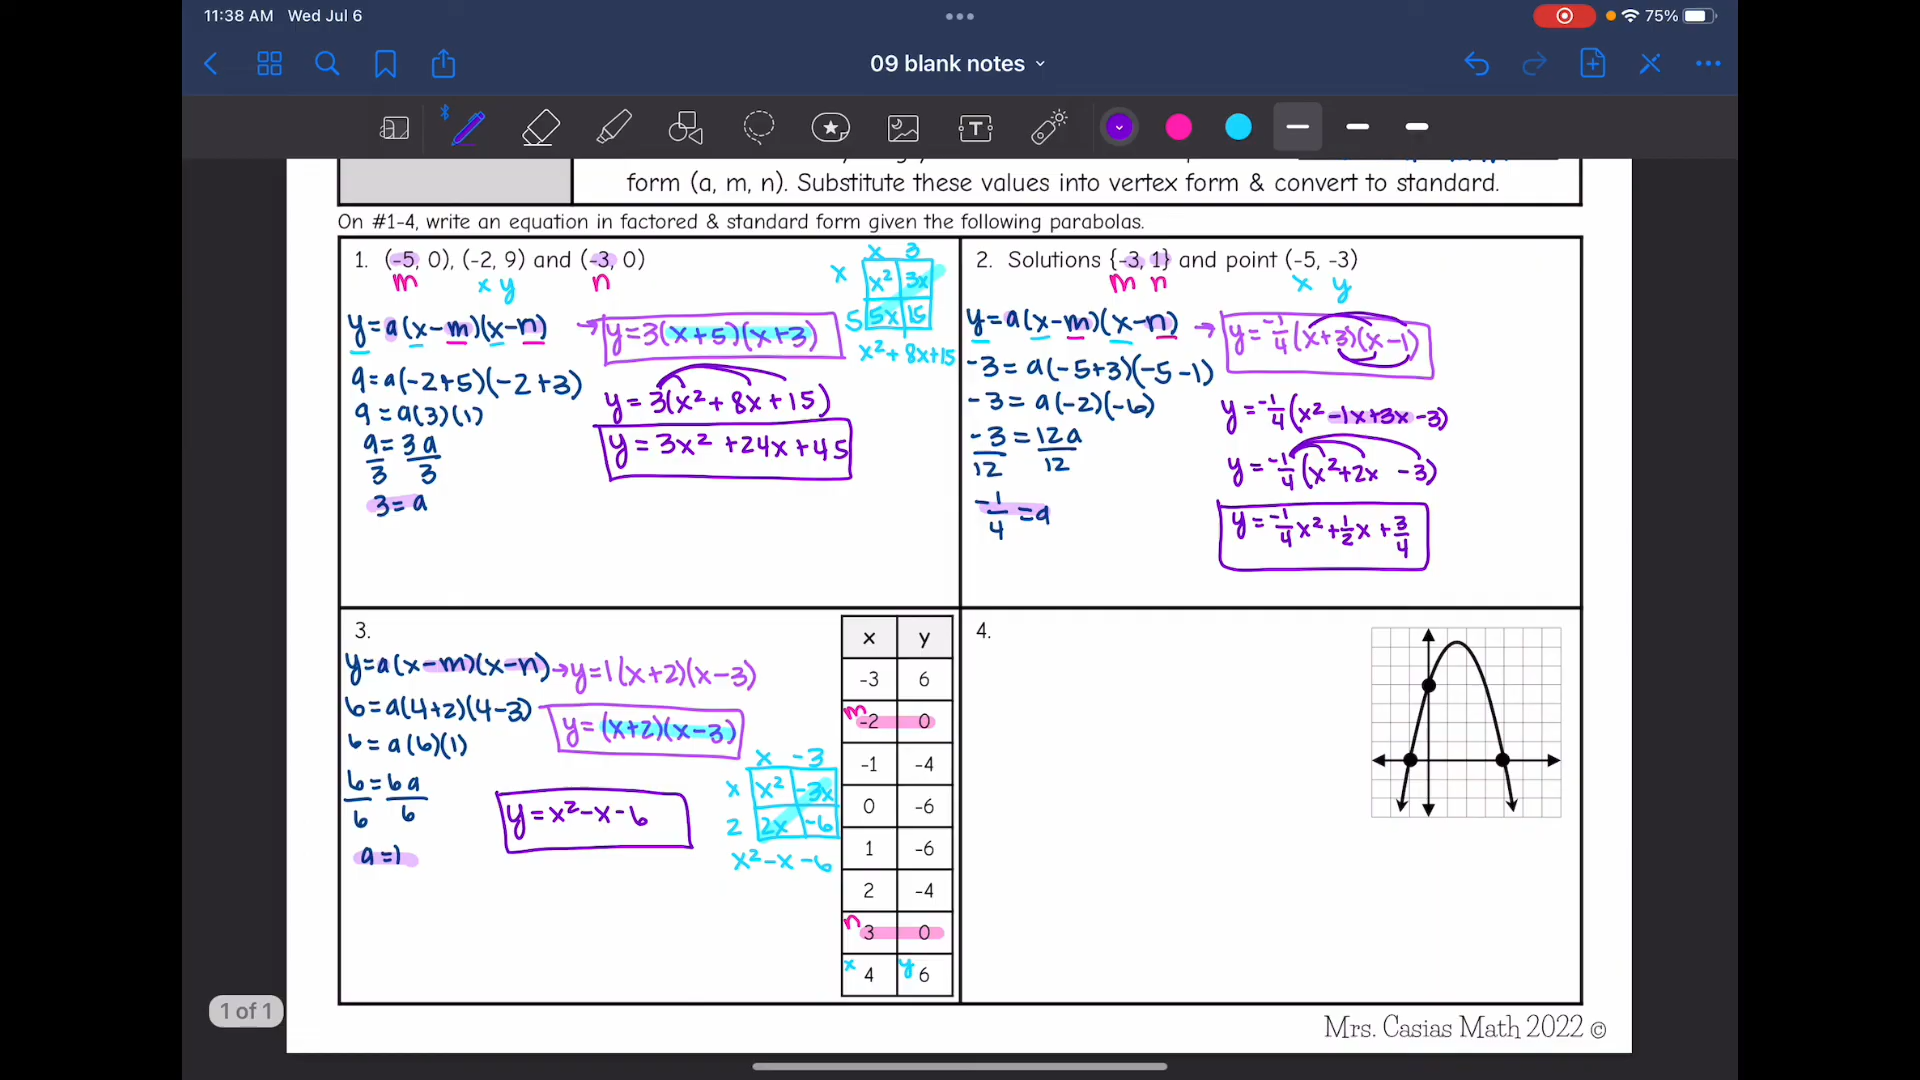 11:38 AM Wed Jul 6
75%
09 blank notes
form (a, m, n). Substitute these values into vertex form & convert to standard.
On #1-4, write an equation in factored & standard form given the following parabolas.
1. (-5, 0), (-2, 9) and (-3, 0)
m x y n
y=a(x-m)(x-n)
9=a(-2+5)(-2+3)
9=a(3)(1)
9=3a
3 3
3=a
→ y=3(x+5)(x+3)
y=3(x²+8x+15)
y=3x²+24x+45
x 3
x x² 3x
5 5x 15
x²+8x+15
2. Solutions {-3, 1} and point (-5, -3)
m n x y
y=a(x-m)(x-n)
-3=a(-5+3)(-5-1)
-3=a(-2)(-6)
-3=12a
12 12
-1/4=a
→ y=-1/4(x+3)(x-1)
y=-1/4(x²-1x+3x-3)
y=-1/4(x²+2x -3)
y=-1/4x²+1/2x+3/4
3.
y=a(x-m)(x-n) → y=1(x+2)(x-3)
6=a(4+2)(4-3)
6=a(6)(1)
6=6a
6 6
a=1
y=(x+2)(x-3)
y=x²-x-6
x -3
x x² -3x
2 2x -6
x²-x-6
x y
-3 6
m -2 0
-1 -4
0 -6
1 -6
2 -4
n 3 0
x 4 y 6
4.
1 of 1
Mrs. Casias Math 2022 ©